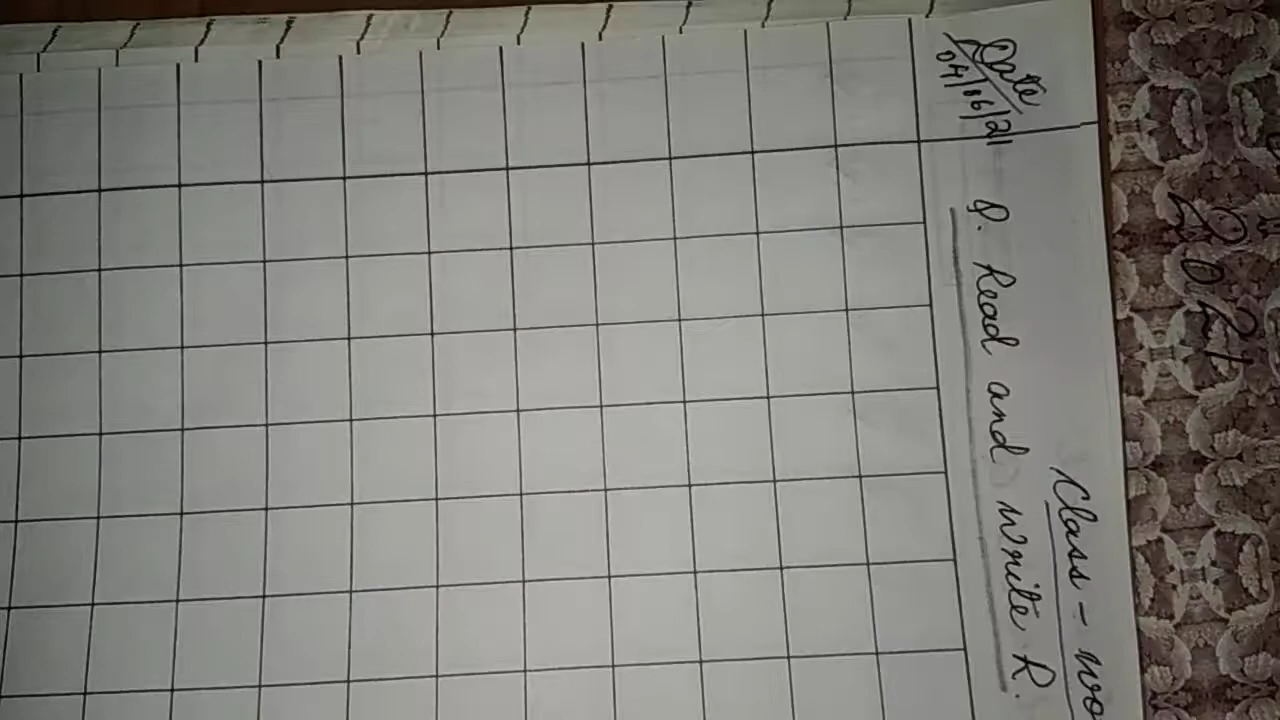 Class - wo
Date
04/06/21
Q. Read and write R.
2021